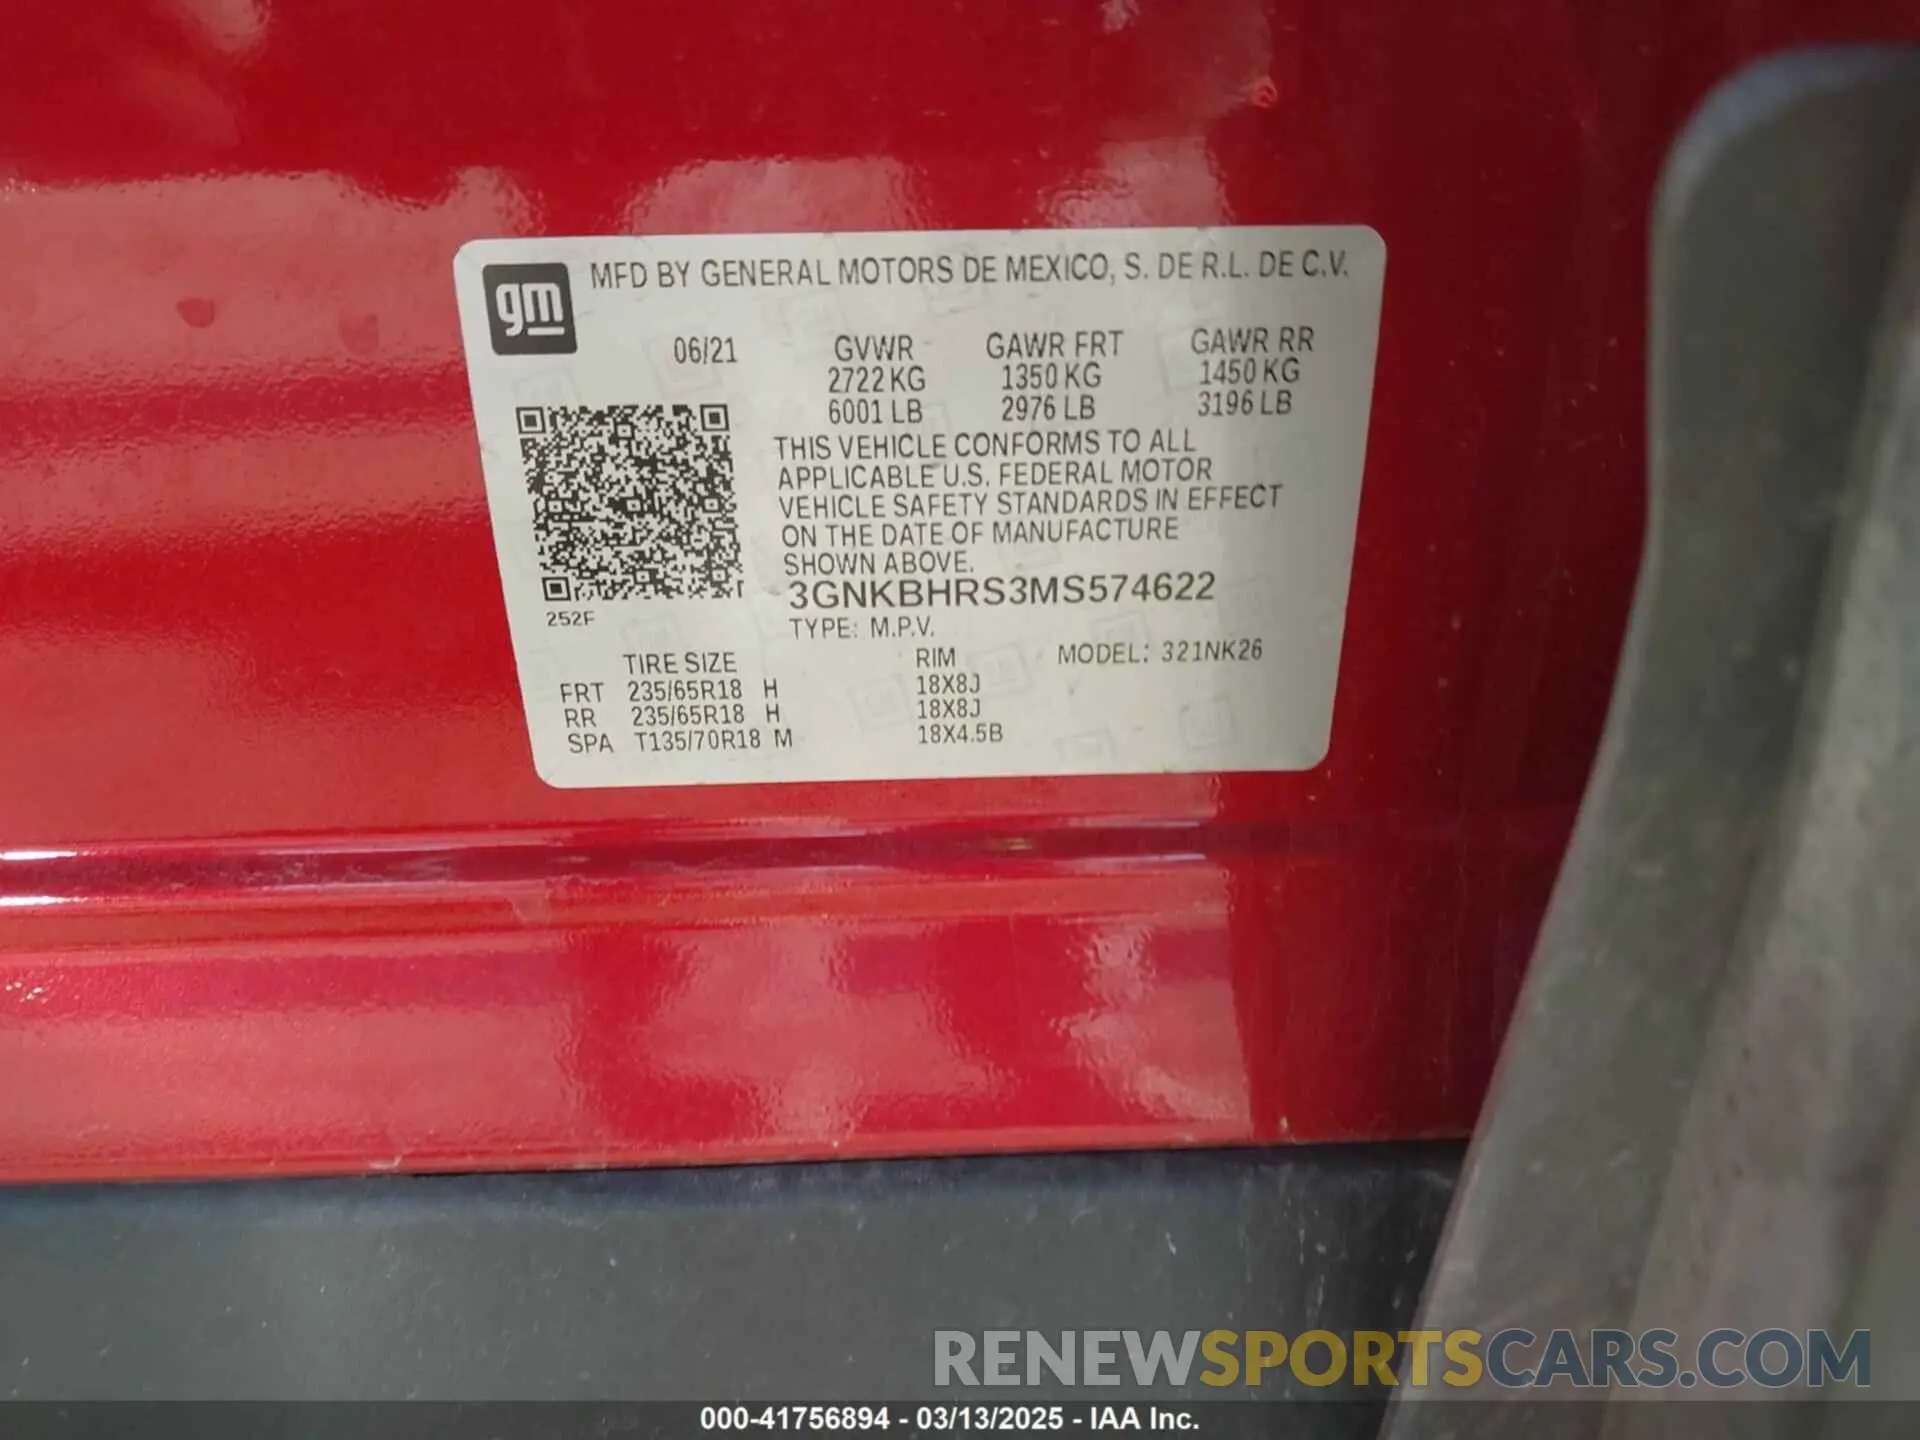 gm
MFD BY GENERAL MOTORS DE MEXICO, S. DE R.L. DE C.V.
06/21 GVWR GAWR FRT GAWR RR
2722 KG 1350 KG 1450 KG
6001 LB 2976 LB 3196 LB
THIS VEHICLE CONFORMS TO ALL
APPLICABLE U.S. FEDERAL MOTOR
VEHICLE SAFETY STANDARDS IN EFFECT
ON THE DATE OF MANUFACTURE
SHOWN ABOVE.
3GNKBHRS3MS574622
252F
TYPE: M.P.V.
TIRE SIZE RIM MODEL: 321NK26
FRT 235/65R18 H 18X8J
RR 235/65R18 H 18X8J
SPA T135/70R18 M 18X4.5B
RENEWSPORTSCARS.COM
000-41756894 - 03/13/2025 - IAA Inc.